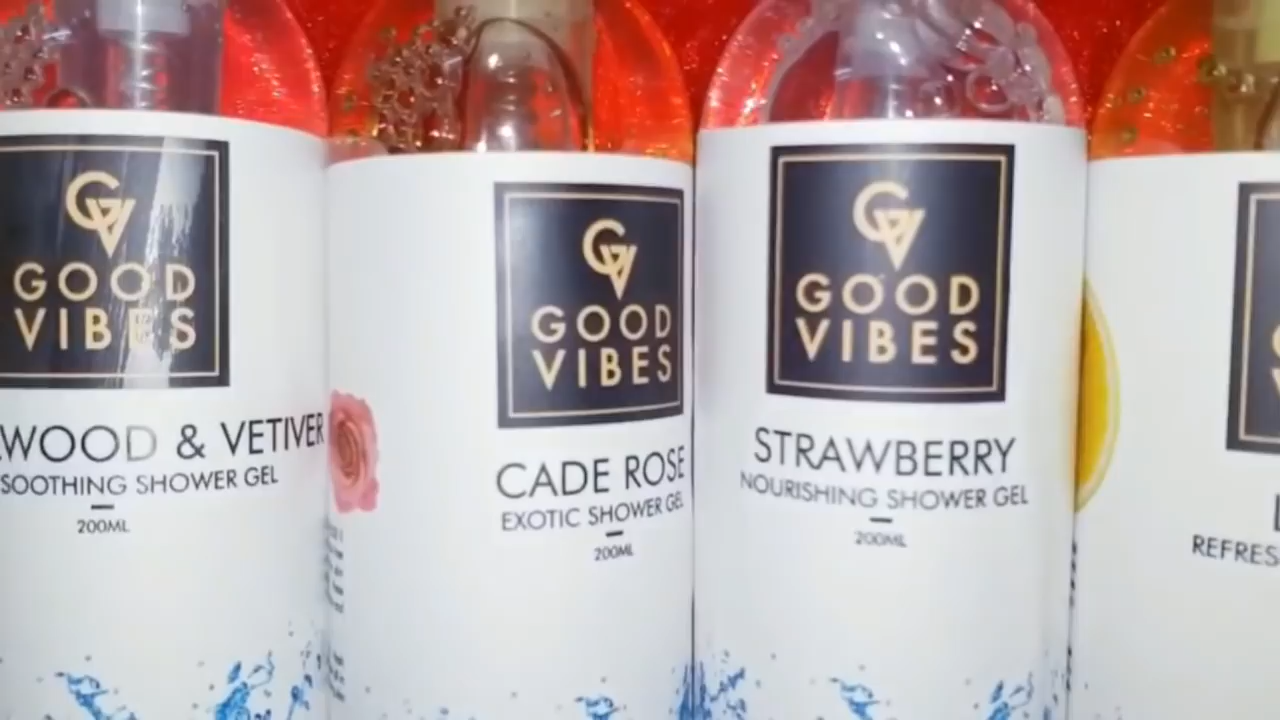 GV
GOOD
VIBES
WOOD & VETIVER
SOOTHING SHOWER GEL
200ML
GV
GOOD
VIBES
CADE ROSE
EXOTIC SHOWER GEL
200ML
GV
GOOD
VIBES
STRAWBERRY
NOURISHING SHOWER GEL
200ML
REFRES